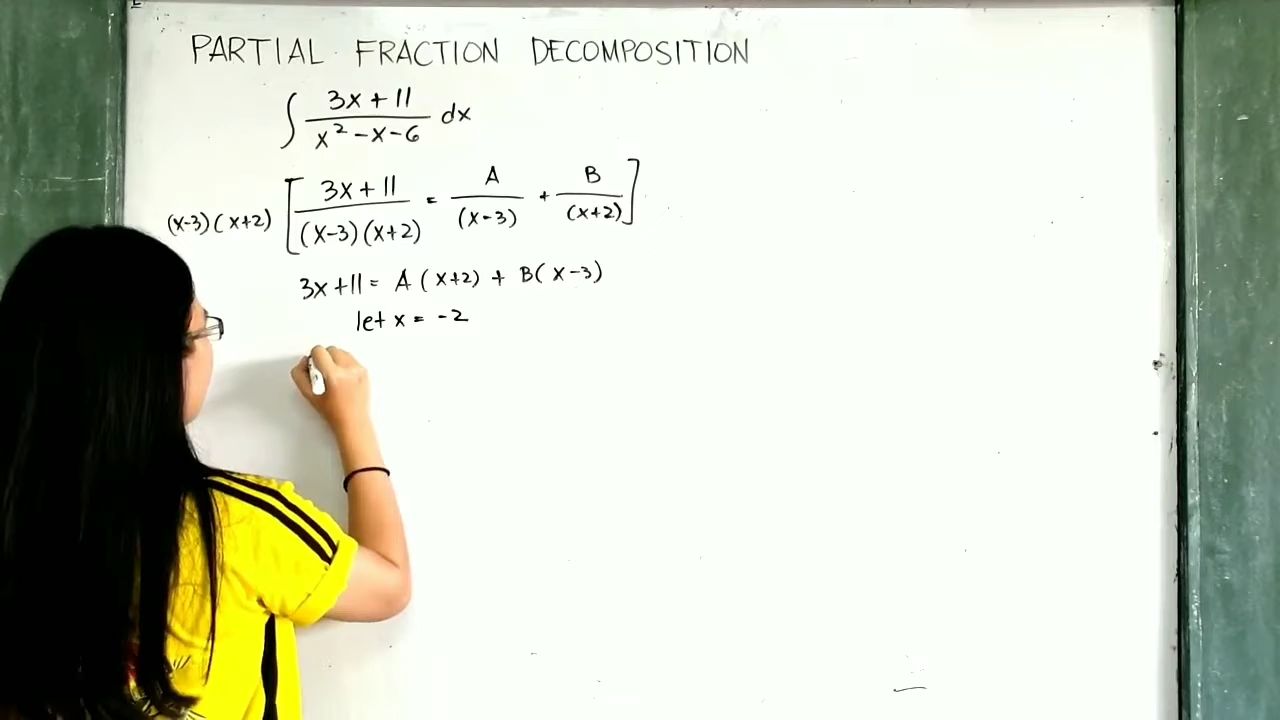 PARTIAL FRACTION DECOMPOSITION
∫ (3x + 11)/(x² - x - 6) dx
(x-3)(x+2) [ (3x + 11)/((x-3)(x+2)) = A/(x-3) + B/(x+2) ]
3x + 11 = A(x+2) + B(x-3)
let x = -2